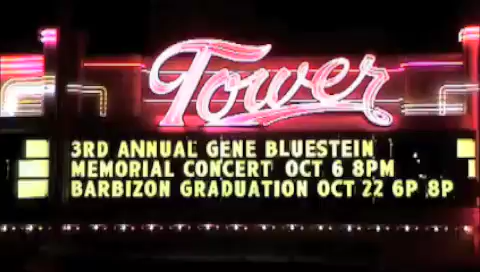 Tower
3RD ANNUAL GENE BLUESTEIN
MEMORIAL CONCERT OCT 6 8PM
BARBIZON GRADUATION OCT 22 6P 8P